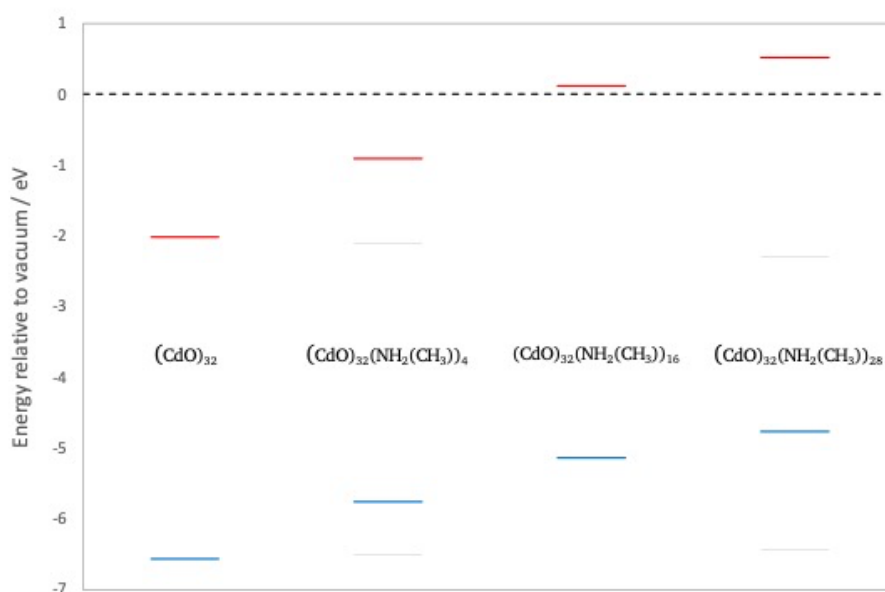 1
0
-1
-2
-3
-4
-5
-6
-7
Energy relative to vacuum / eV
(CdO)₃₂
(CdO)₃₂(NH₂(CH₃))₄
(CdO)₃₂(NH₂(CH₃))₁₆
(CdO)₃₂(NH₂(CH₃))₂₈